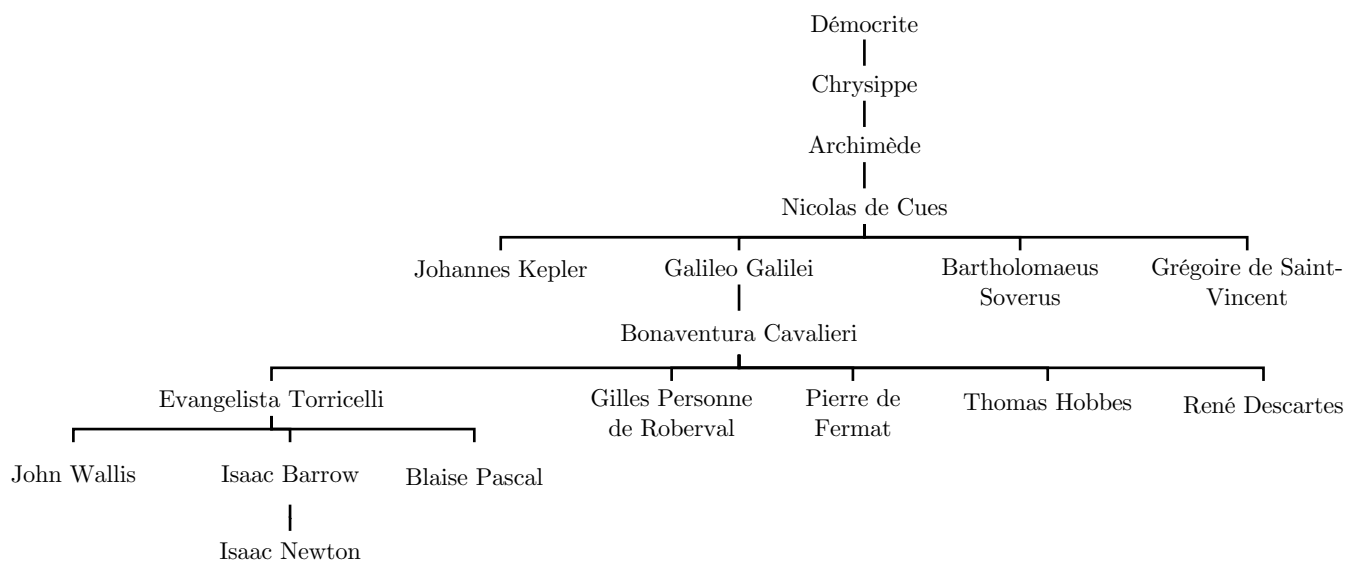 Démocrite
Chrysippe
Archimède
Nicolas de Cues
Johannes Kepler
Galileo Galilei
Bartholomaeus
Soverus
Grégoire de Saint-
Vincent
Bonaventura Cavalieri
Evangelista Torricelli
Gilles Personne
de Roberval
Pierre de
Fermat
Thomas Hobbes
René Descartes
John Wallis
Isaac Barrow
Blaise Pascal
Isaac Newton